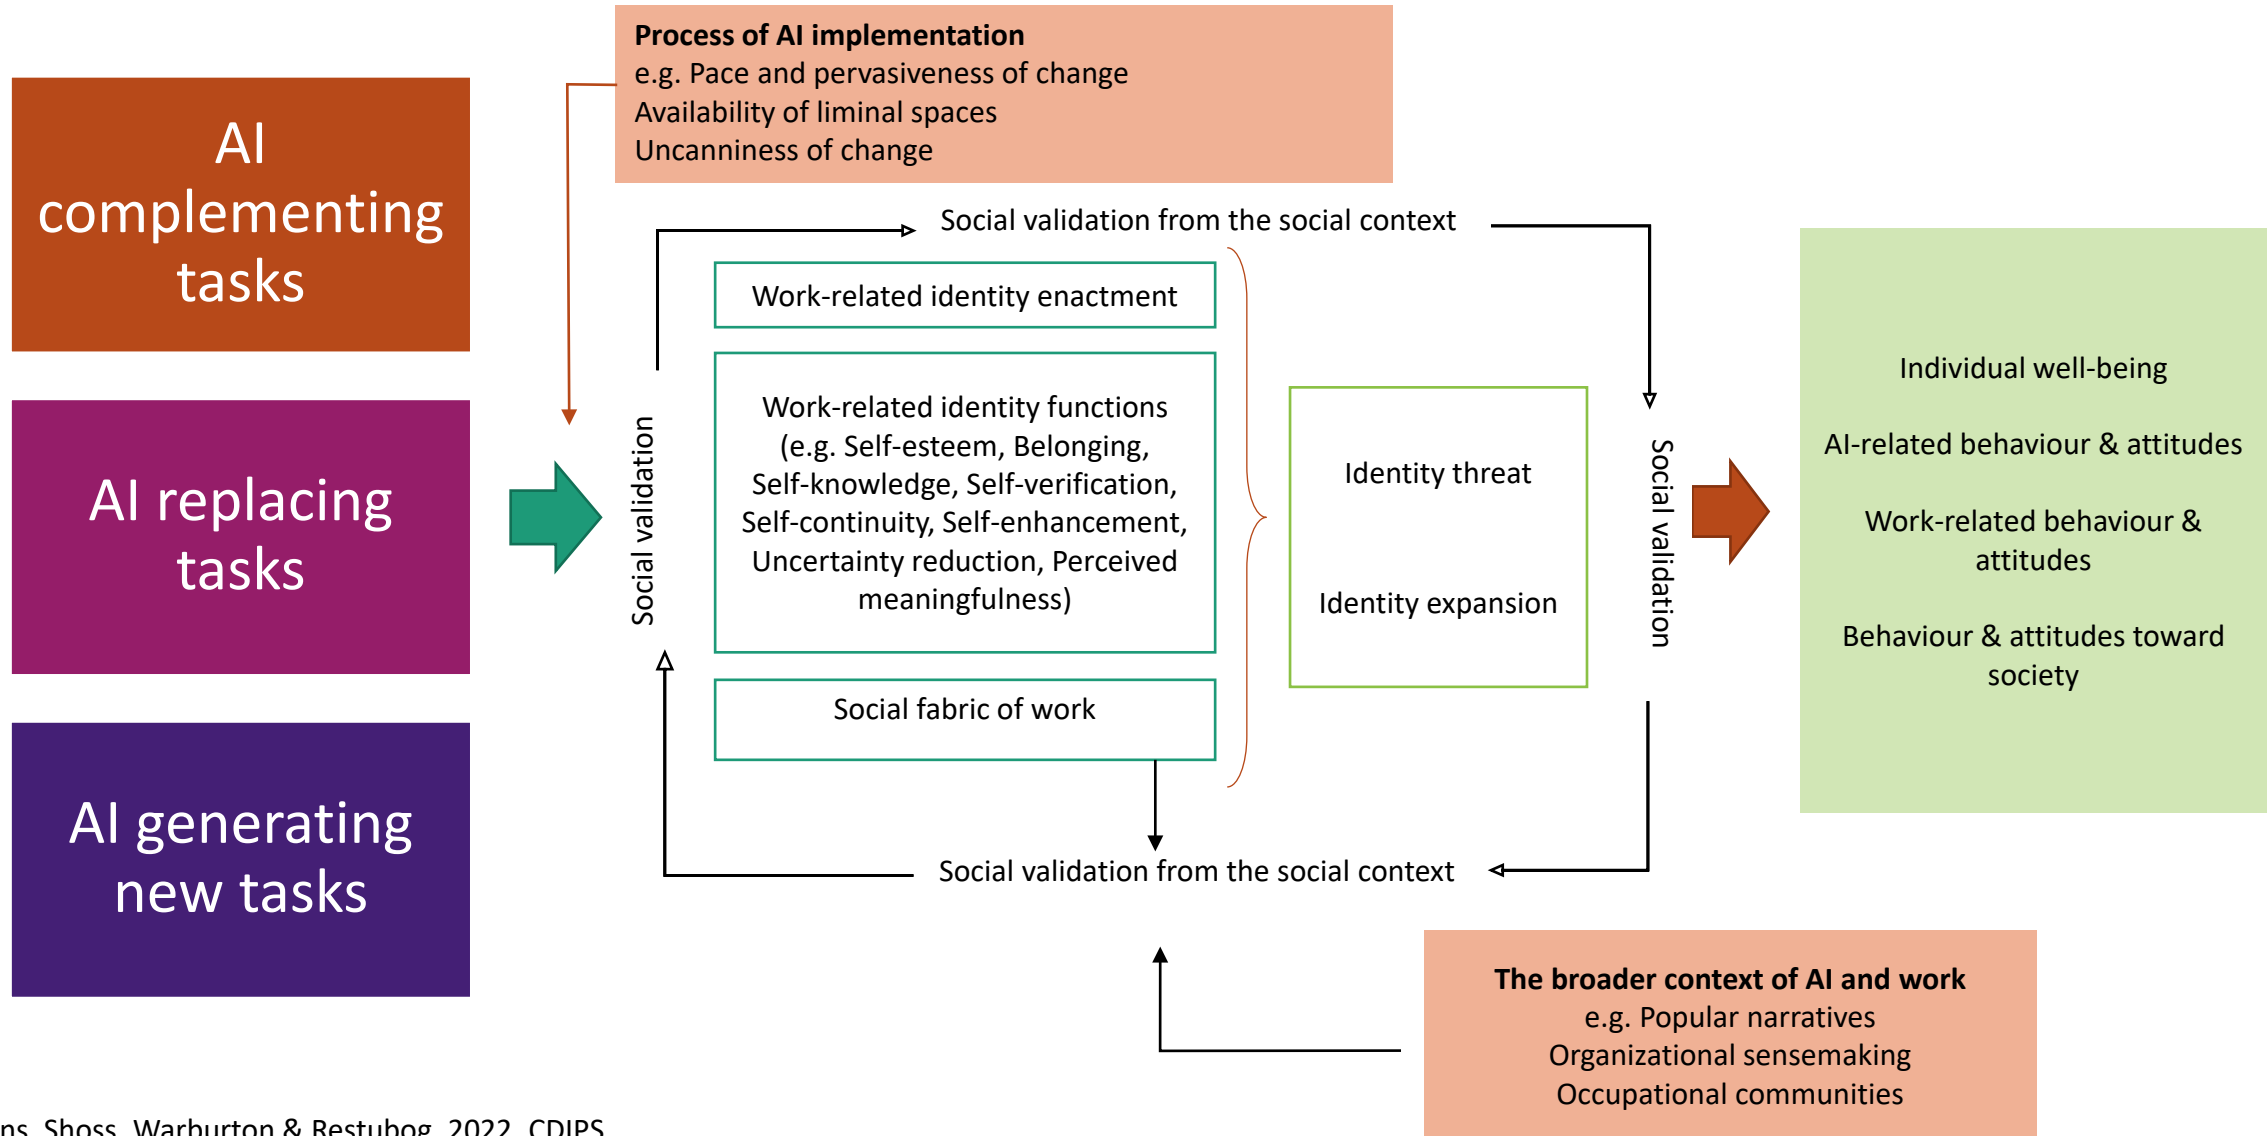 Process of AI implementation
e.g. Pace and pervasiveness of change
Availability of liminal spaces
Uncanniness of change
AI
complementing
tasks
AI replacing
tasks
AI generating
new tasks
Social validation from the social context
Social validation
Work-related identity enactment
Work-related identity functions
(e.g. Self-esteem, Belonging,
Self-knowledge, Self-verification,
Self-continuity, Self-enhancement,
Uncertainty reduction, Perceived
meaningfulness)
Social fabric of work
Identity threat
Identity expansion
Social validation
Social validation from the social context
Individual well-being
AI-related behaviour & attitudes
Work-related behaviour &
attitudes
Behaviour & attitudes toward
society
The broader context of AI and work
e.g. Popular narratives
Organizational sensemaking
Occupational communities
Shoss, Warburton & Restubog, 2022, CDIPS